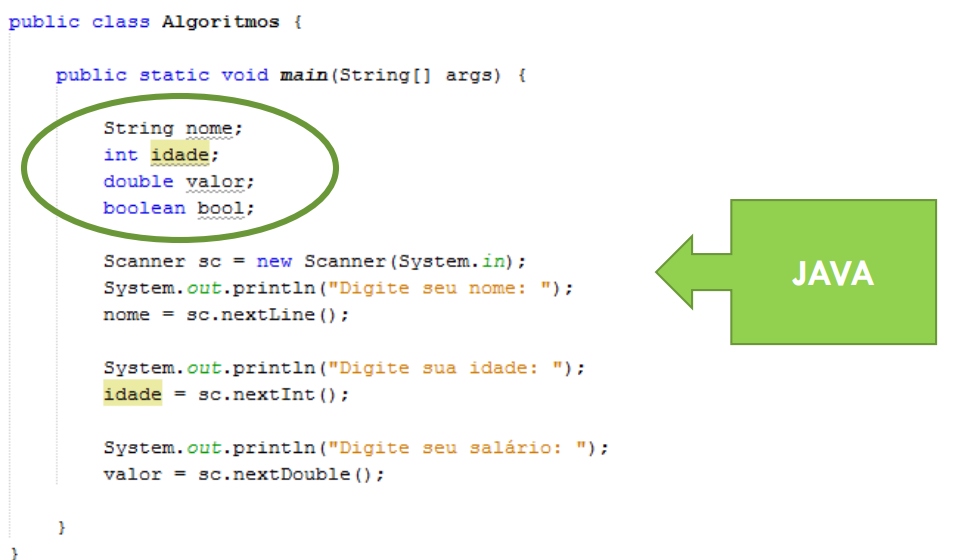 public class Algoritmos {
public static void main(String[] args) {
String nome;
int idade;
double valor;
boolean bool;
Scanner sc = new Scanner(System.in);
System.out.println("Digite seu nome: ");
nome = sc.nextLine();
System.out.println("Digite sua idade: ");
idade = sc.nextInt();
System.out.println("Digite seu salário: ");
valor = sc.nextDouble();
}
}
JAVA